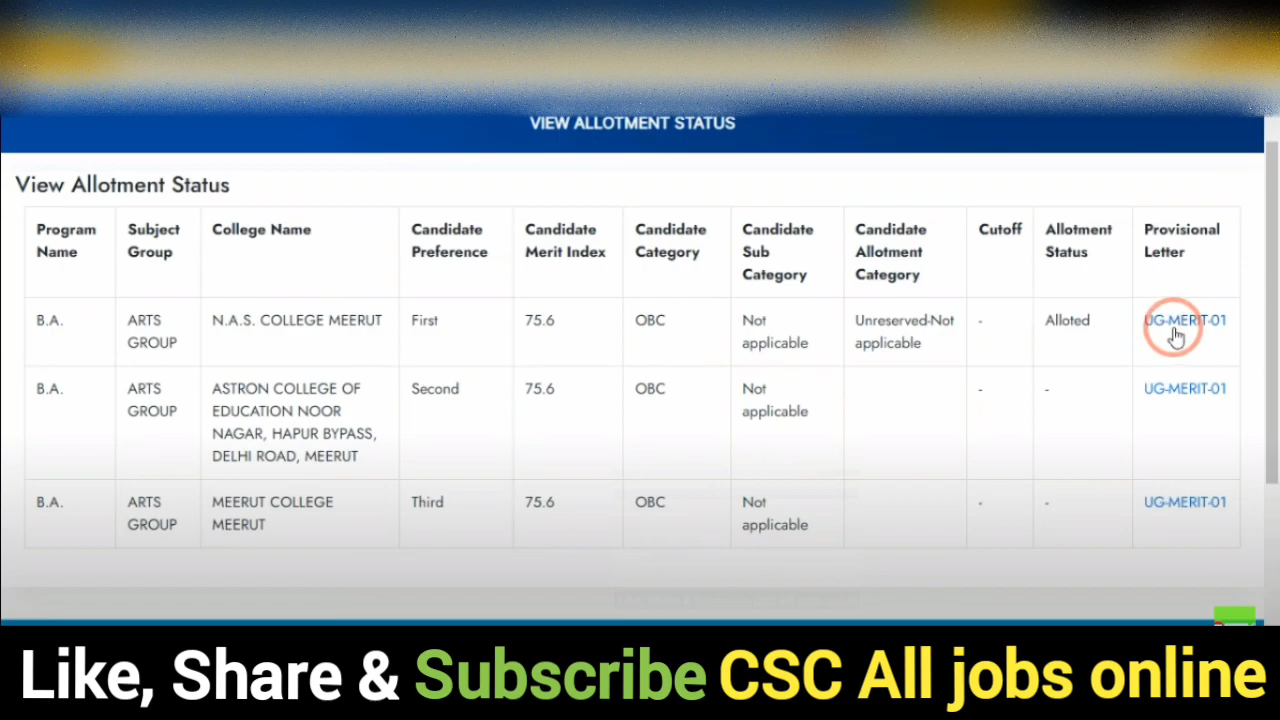 VIEW ALLOTMENT STATUS
View Allotment Status
Program Name
Subject Group
College Name
Candidate Preference
Candidate Merit Index
Candidate Category
Candidate Sub Category
Candidate Allotment Category
Cutoff
Allotment Status
Provisional Letter
B.A.
ARTS GROUP
N.A.S. COLLEGE MEERUT
First
75.6
OBC
Not applicable
Unreserved-Not applicable
-
Alloted
UG-MERIT-01
B.A.
ARTS GROUP
ASTRON COLLEGE OF
EDUCATION NOOR
NAGAR, HAPUR BYPASS,
DELHI ROAD, MEERUT
Second
75.6
OBC
Not applicable
-
-
UG-MERIT-01
B.A.
ARTS GROUP
MEERUT COLLEGE
MEERUT
Third
75.6
OBC
Not applicable
-
-
UG-MERIT-01
Like, Share & Subscribe CSC All jobs online